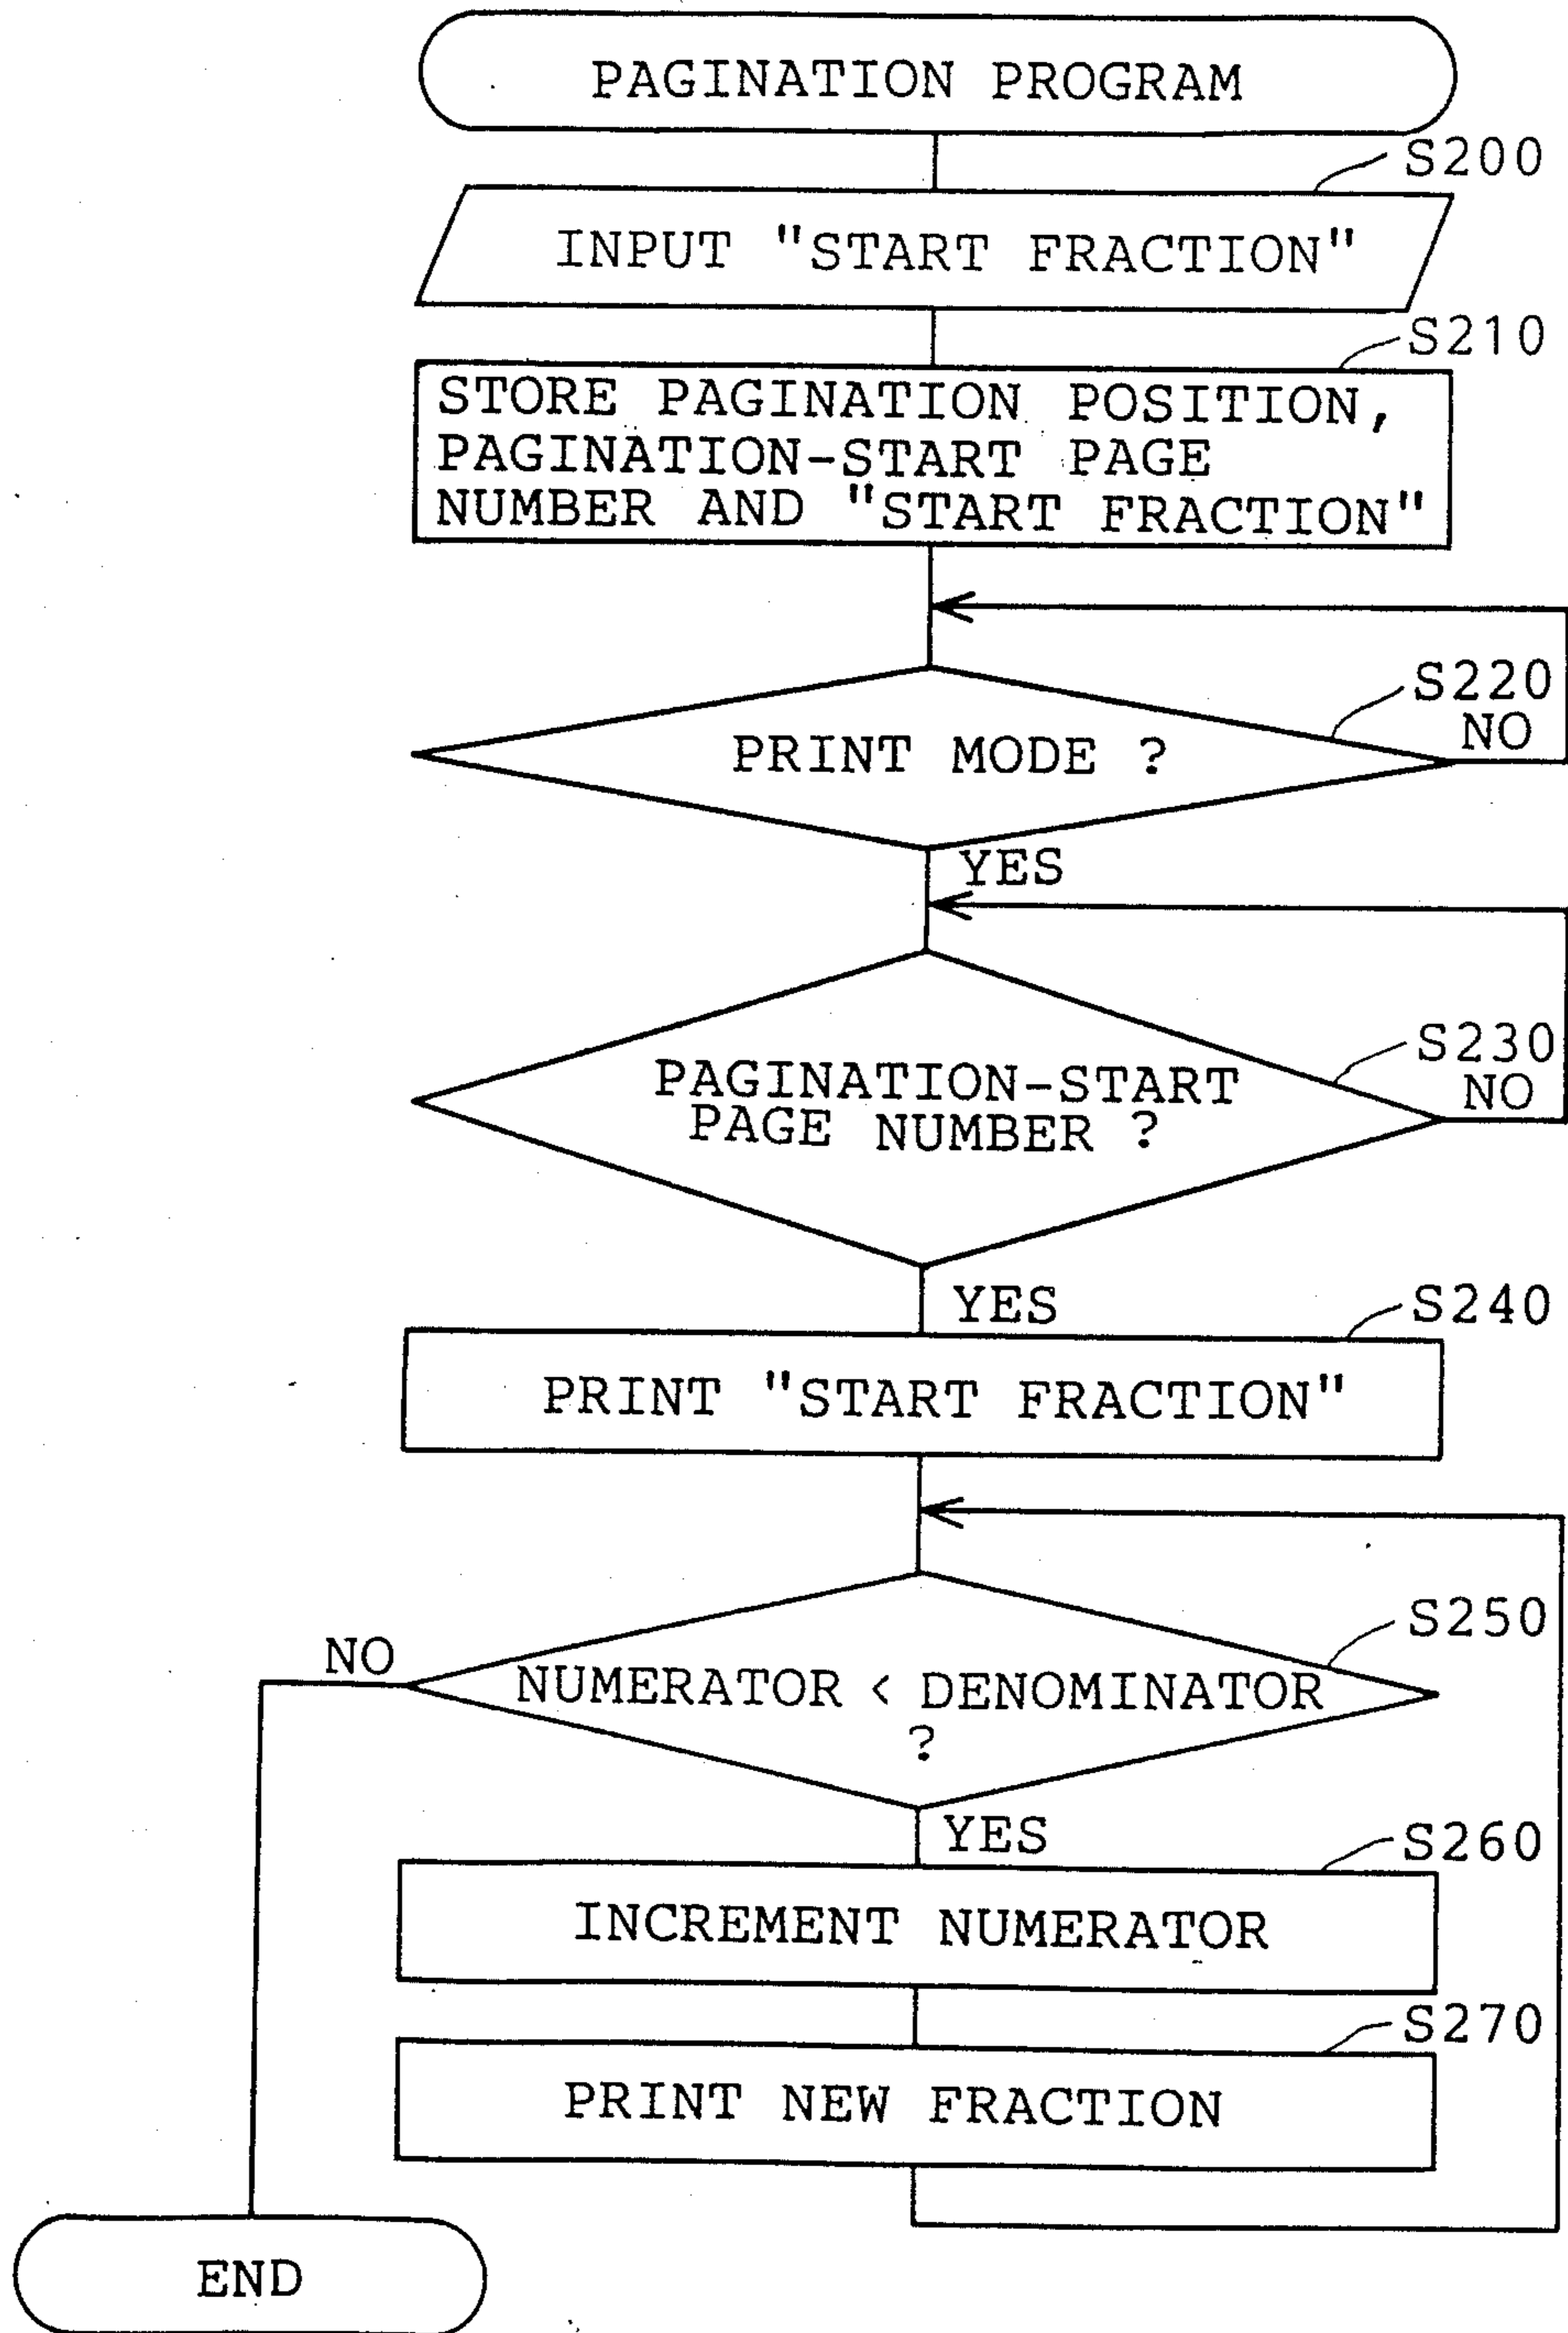 PAGINATION PROGRAM
S200
INPUT "START FRACTION"
S210
STORE PAGINATION POSITION,
PAGINATION-START PAGE
NUMBER AND "START FRACTION"
S220
NO
PRINT MODE ?
YES
S230
NO
PAGINATION-START
PAGE NUMBER ?
YES
S240
PRINT "START FRACTION"
S250
NO
NUMERATOR < DENOMINATOR
?
YES
S260
INCREMENT NUMERATOR
S270
PRINT NEW FRACTION
END